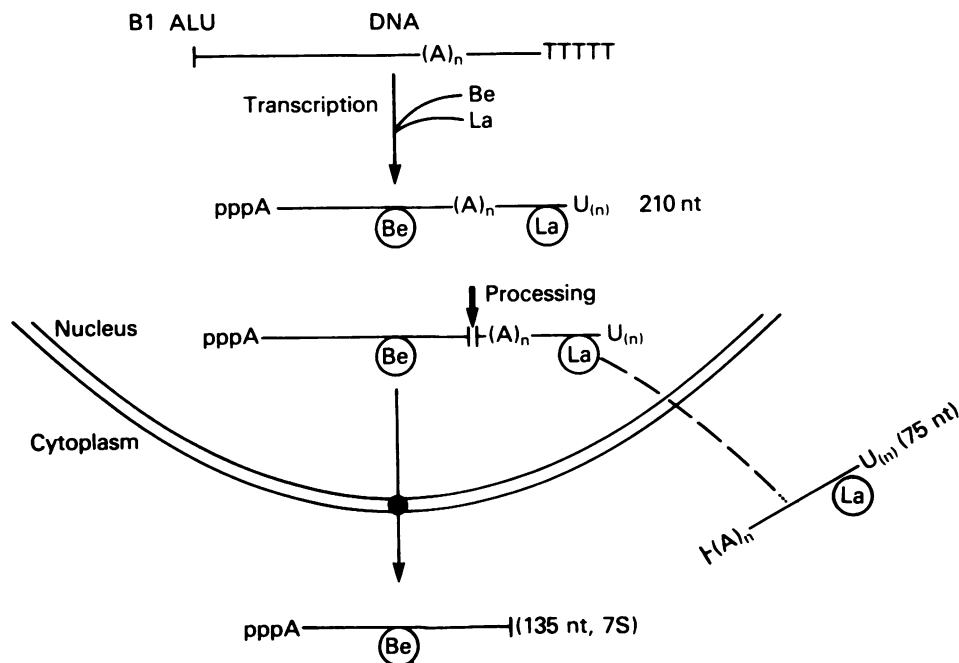 B1 ALU DNA
(A)n TTTTT
Transcription Be
La
pppA (A)n U(n) 210 nt
Be La
Processing
Nucleus pppA (A)n U(n)
Be La
Cytoplasm
U(n) (75 nt)
La
(A)n
pppA (135 nt, 7S)
Be